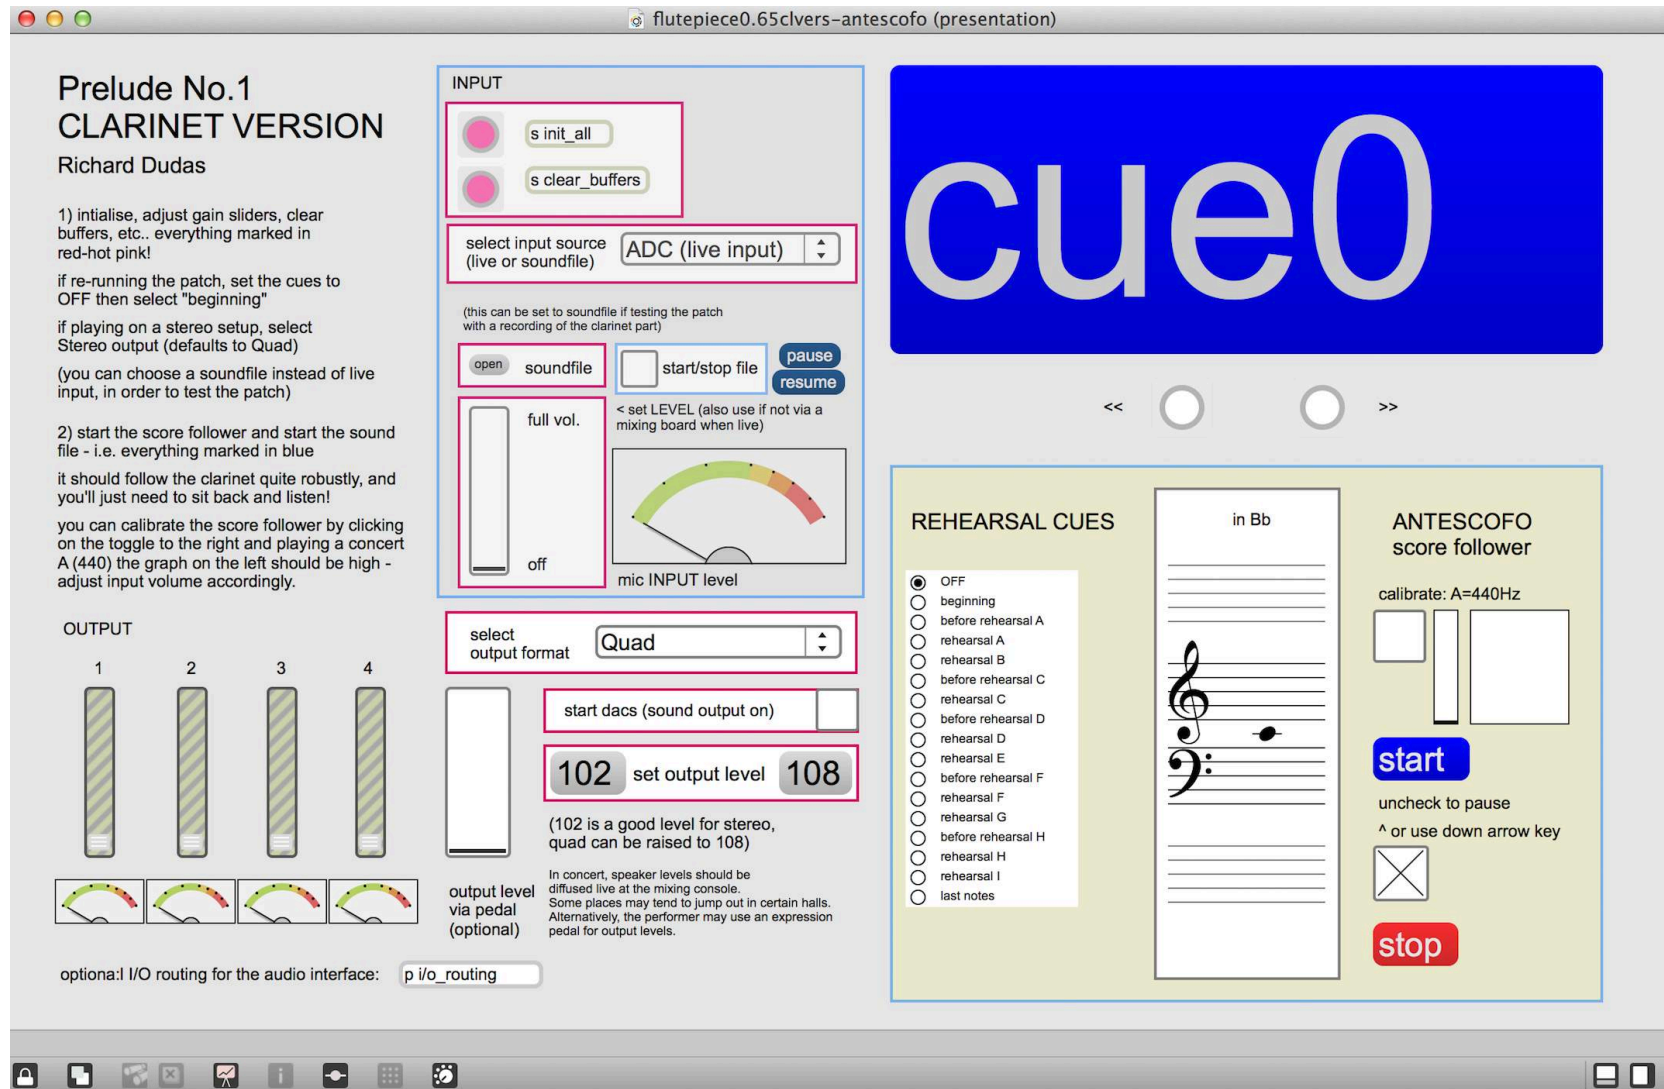 flutepiece0.65clvers-antescofo (presentation)
Prelude No.1
CLARINET VERSION
Richard Dudas
1) intialise, adjust gain sliders, clear
buffers, etc.. everything marked in
red-hot pink!
if re-running the patch, set the cues to
OFF then select "beginning"
if playing on a stereo setup, select
Stereo output (defaults to Quad)
(you can choose a soundfile instead of live
input, in order to test the patch)
2) start the score follower and start the sound
file - i.e. everything marked in blue
it should follow the clarinet quite robustly, and
you'll just need to sit back and listen!
you can calibrate the score follower by clicking
on the toggle to the right and playing a concert
A (440) the graph on the left should be high -
adjust input volume accordingly.
INPUT
s init_all
s clear_buffers
select input source
(live or soundfile)
ADC (live input)
(this can be set to soundfile if testing the patch
with a recording of the clarinet part)
open
soundfile
start/stop file
pause
resume
full vol.
off
< set LEVEL (also use if not via a
mixing board when live)
mic INPUT level
OUTPUT
1
2
3
4
select
output format
Quad
start dacs (sound output on)
102
set output level
108
(102 is a good level for stereo,
quad can be raised to 108)
output level
via pedal
(optional)
In concert, speaker levels should be
diffused live at the mixing console.
Some places may tend to jump out in certain halls.
Alternatively, the performer may use an expression
pedal for output levels.
optiona:l I/O routing for the audio interface:
p i/o_routing
cue0
<<
>>
REHEARSAL CUES
OFF
beginning
before rehearsal A
rehearsal A
rehearsal B
before rehearsal C
rehearsal C
before rehearsal D
rehearsal D
rehearsal E
before rehearsal F
rehearsal F
rehearsal G
before rehearsal H
rehearsal H
rehearsal I
last notes
in Bb
ANTESCOFO
score follower
calibrate: A=440Hz
start
uncheck to pause
^ or use down arrow key
stop